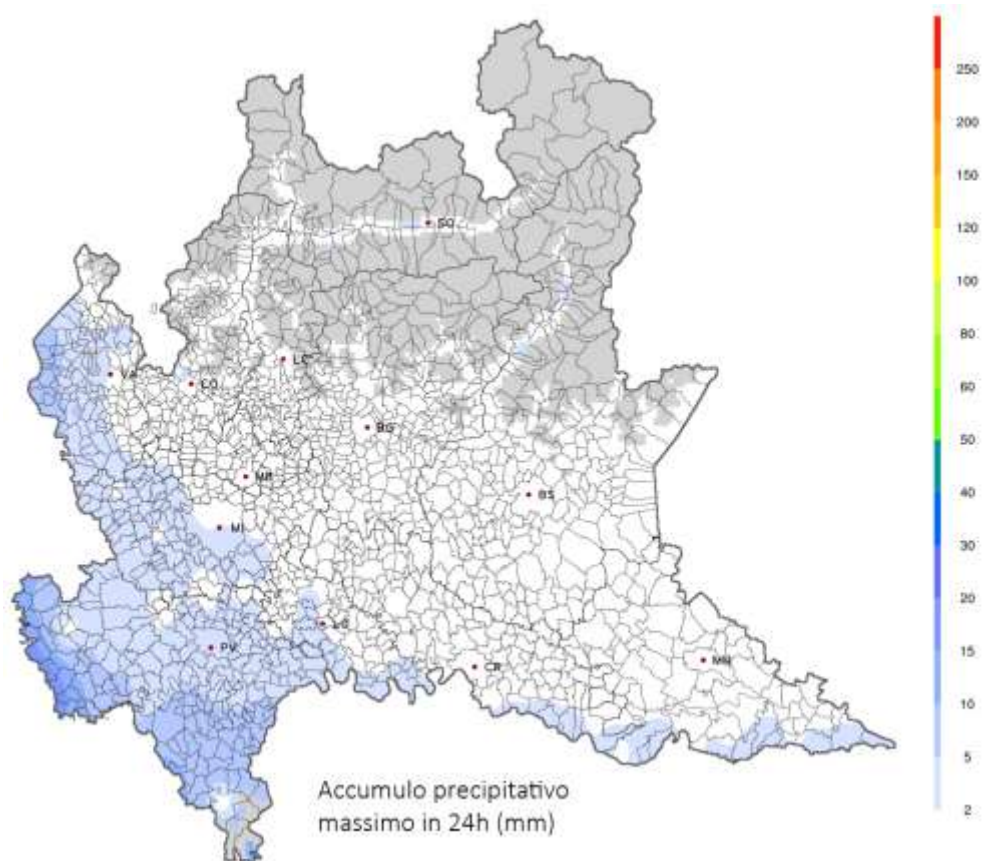 250
200
150
120
100
80
60
50
40
30
20
15
10
5
2
SO
LC
VA
CO
BG
MB
BS
MI
LO
PV
CR
MN
Accumulo precipitativo
massimo in 24h (mm)